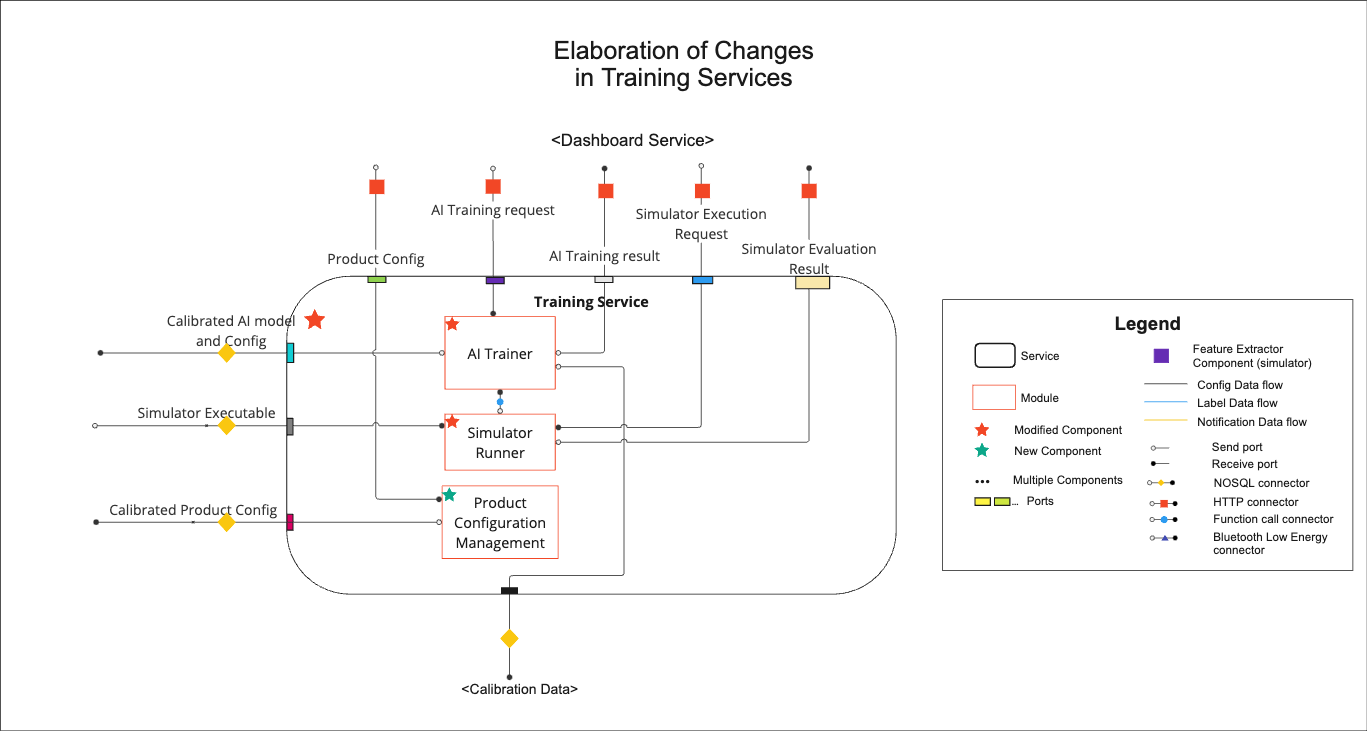 Elaboration of Changes
in Training Services
<Dashboard Service>
AI Training request
Simulator Execution
Request
Simulator Evaluation
Result
AI Training result
Product Config
Training Service
Calibrated AI model
and Config
AI Trainer
Simulator Executable
Simulator
Runner
Calibrated Product Config
Product
Configuration
Management
<Calibration Data>
Legend
Service
Module
Modified Component
New Component
Multiple Components
... Ports
Feature Extractor
Component (simulator)
Config Data flow
Label Data flow
Notification Data flow
Send port
Receive port
NOSQL connector
HTTP connector
Function call connector
Bluetooth Low Energy
connector